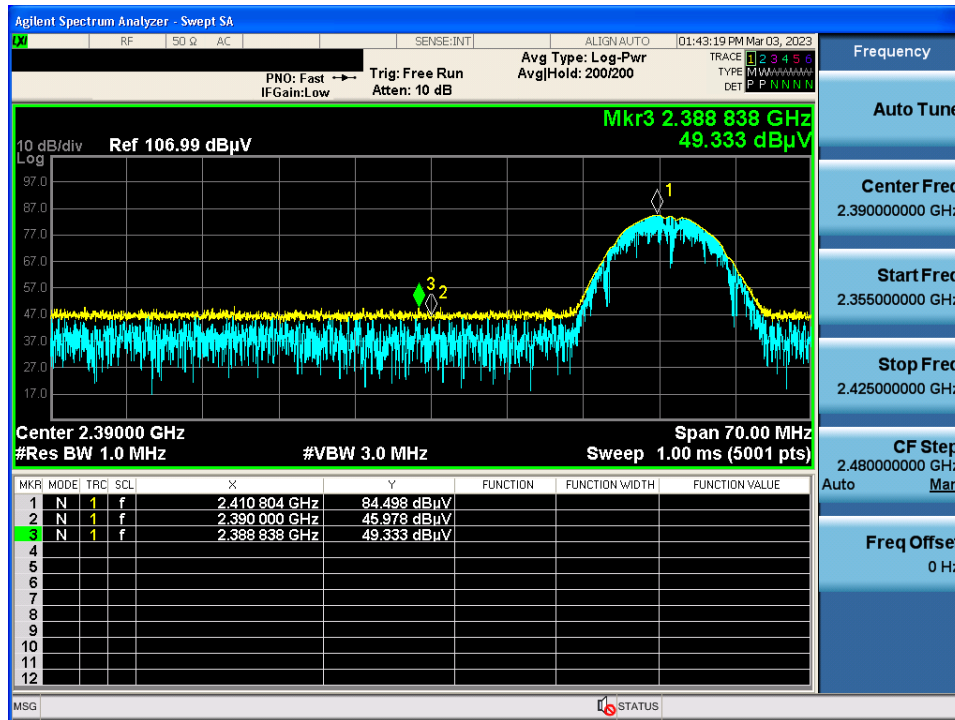 Agilent Spectrum Analyzer - Swept SA
LXI RF 50 Ω AC SENSE:INT ALIGN AUTO 01:43:19 PM Mar 03, 2023
Frequency
PNO: Fast Trig: Free Run Avg Type: Log-Pwr TRACE 1 2 3 4 5 6
IFGain:Low Atten: 10 dB Avg|Hold: 200/200 TYPE M W
DET P P N N N N
Auto Tune
Mkr3 2.388 838 GHz
49.333 dBµV
10 dB/div Ref 106.99 dBµV
Log
97.0
87.0
77.0
67.0
57.0
47.0
37.0
27.0
17.0
1
3
2
Center 2.39000 GHz Span 70.00 MHz
#Res BW 1.0 MHz #VBW 3.0 MHz Sweep 1.00 ms (5001 pts)
Center Freq
2.390000000 GHz
Start Freq
2.355000000 GHz
Stop Freq
2.425000000 GHz
CF Step
2.480000000 GHz
Auto Man
Freq Offset
0 Hz
MKR MODE TRC SCL X Y FUNCTION FUNCTION WIDTH FUNCTION VALUE
1 N 1 f 2.410 804 GHz 84.498 dBµV
2 N 1 f 2.390 000 GHz 45.978 dBµV
3 N 1 f 2.388 838 GHz 49.333 dBµV
4
5
6
7
8
9
10
11
12
MSG STATUS